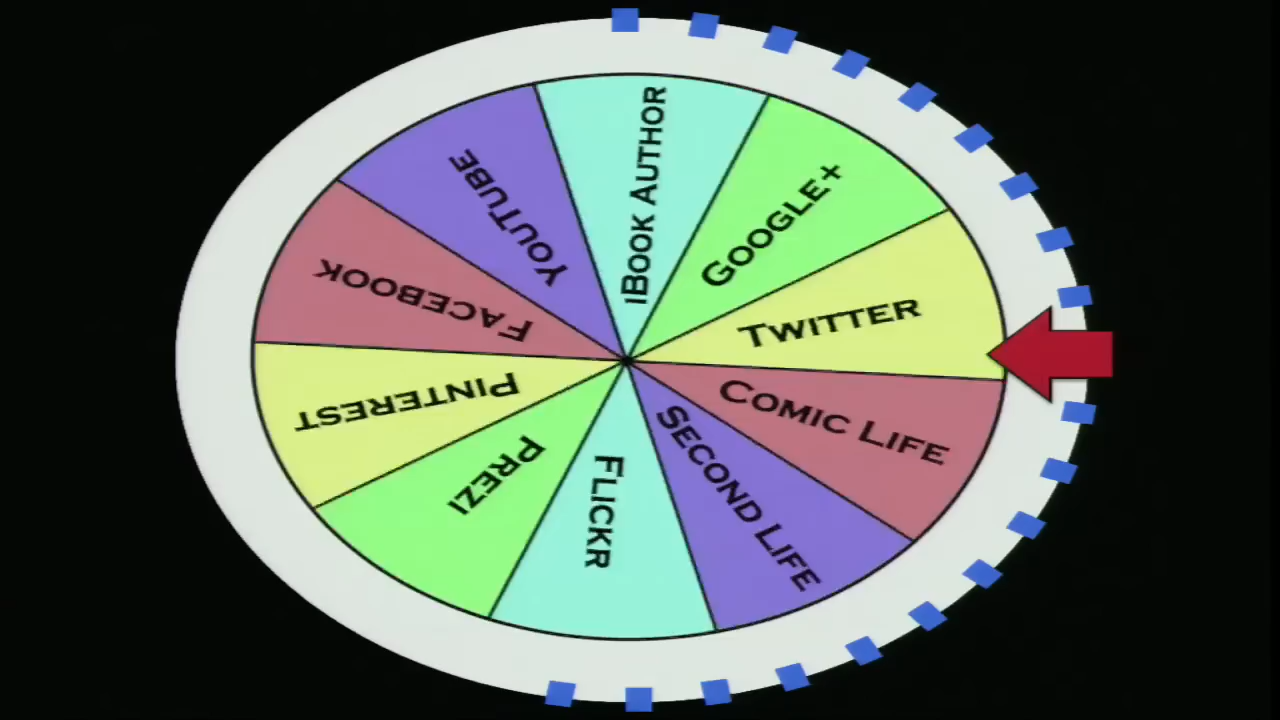 iBook Author
Google+
Twitter
Comic Life
Second Life
Flickr
Prezi
Pinterest
Facebook
YouTube